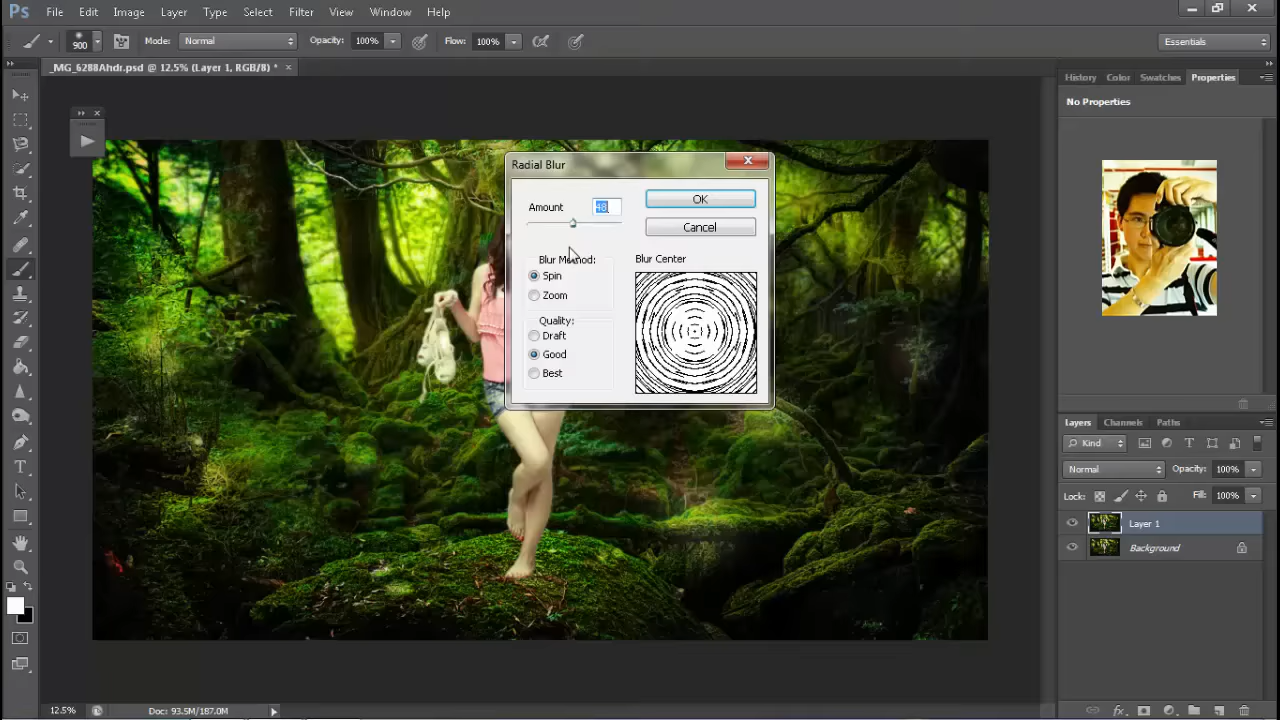 Ps File Edit Image Layer Type Select Filter View Window Help
900 Mode: Normal Opacity: 100% Flow: 100% Essentials
_MG_6288Ahdr.psd @ 12.5% (Layer 1, RGB/8) * ×
History Color Swatches Properties
No Properties
Radial Blur
Amount 48
OK
Cancel
Blur Method:
Spin
Zoom
Blur Center
Quality:
Draft
Good
Best
Layers Channels Paths
Kind
Normal Opacity: 100%
Lock: Fill: 100%
Layer 1
Background
12.5% Doc: 93.5M/187.0M